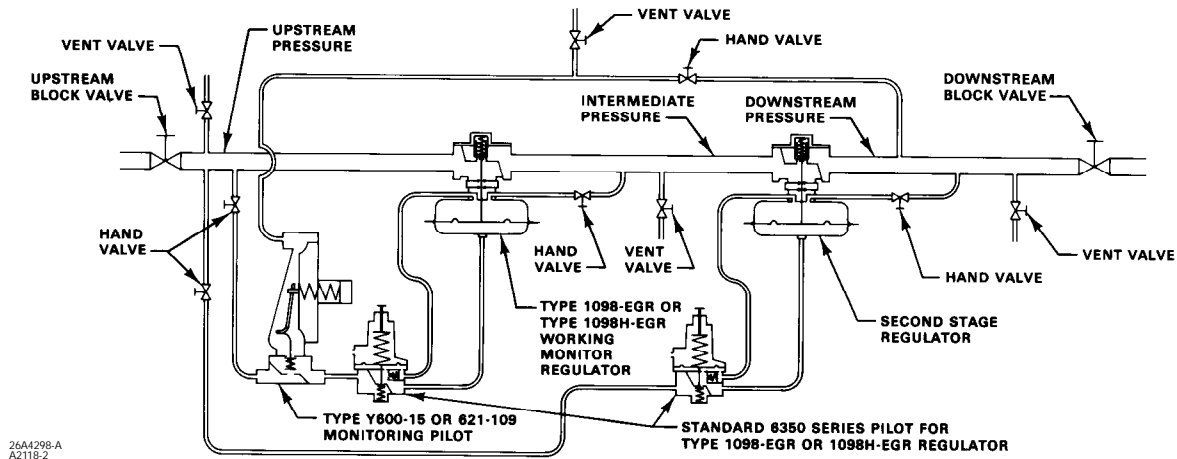 VENT VALVE
HAND VALVE
UPSTREAM
PRESSURE
VENT VALVE
UPSTREAM
BLOCK VALVE
INTERMEDIATE
PRESSURE
DOWNSTREAM
PRESSURE
DOWNSTREAM
BLOCK VALVE
HAND
VALVE
HAND
VALVE
VENT
VALVE
HAND VALVE
VENT VALVE
TYPE 1098-EGR OR
TYPE 1098H-EGR
WORKING
MONITOR
REGULATOR
SECOND STAGE
REGULATOR
TYPE Y600-15 OR 621-109
MONITORING PILOT
STANDARD 6350 SERIES PILOT FOR
TYPE 1098-EGR OR 1098H-EGR REGULATOR
26A4298-A
A2118-2